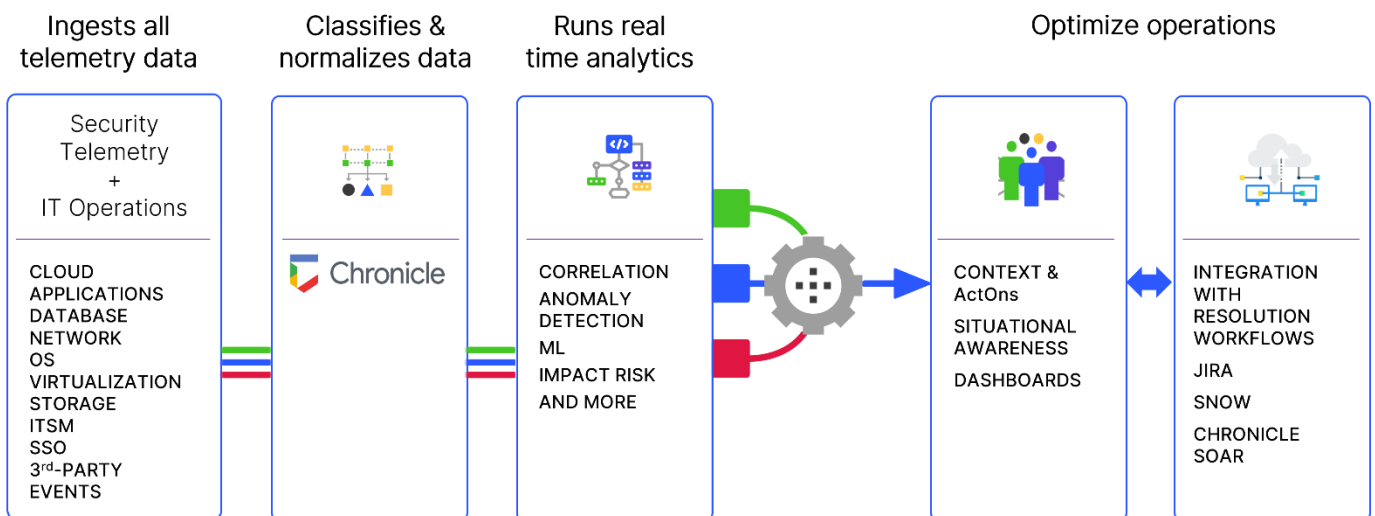 Ingests all
telemetry data
Classifies &
normalizes data
Runs real
time analytics
Optimize operations
Security
Telemetry
+
IT Operations
CLOUD
APPLICATIONS
DATABASE
NETWORK
OS
VIRTUALIZATION
STORAGE
ITSM
SSO
3rd-PARTY
EVENTS
Chronicle
</>
CORRELATION
ANOMALY
DETECTION
ML
IMPACT RISK
AND MORE
CONTEXT &
ActOns
SITUATIONAL
AWARENESS
DASHBOARDS
INTEGRATION
WITH
RESOLUTION
WORKFLOWS
JIRA
SNOW
CHRONICLE
SOAR